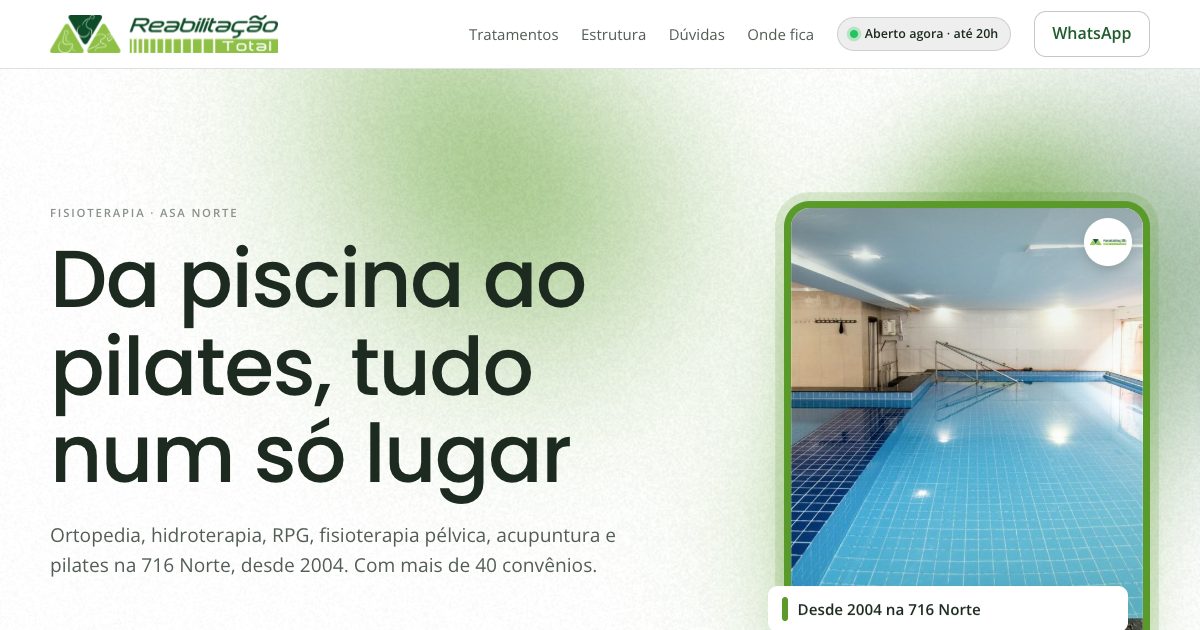 Reabilitação
Total
Tratamentos
Estrutura
Dúvidas
Onde fica
Aberto agora · até 20h
WhatsApp
FISIOTERAPIA · ASA NORTE
Da piscina ao
pilates, tudo
num só lugar
Ortopedia, hidroterapia, RPG, fisioterapia pélvica, acupuntura e
pilates na 716 Norte, desde 2004. Com mais de 40 convênios.
Desde 2004 na 716 Norte